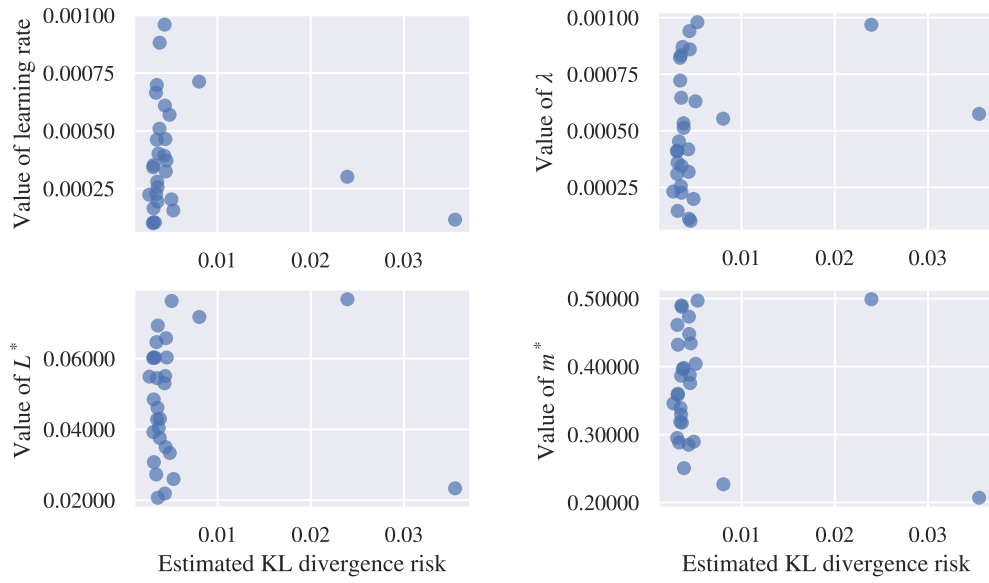 Value of learning rate
0.00100
0.00075
0.00050
0.00025
0.01 0.02 0.03
Value of λ
0.00100
0.00075
0.00050
0.00025
0.01 0.02 0.03
Value of L*
0.06000
0.04000
0.02000
0.01 0.02 0.03
Estimated KL divergence risk
Value of m*
0.50000
0.40000
0.30000
0.20000
0.01 0.02 0.03
Estimated KL divergence risk